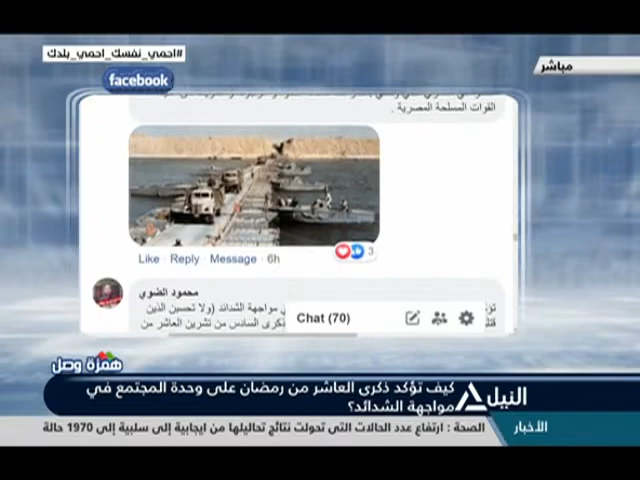 #احمي_نفسك_احمي_بلدك
facebook
مباشر
القوات المسلحة المصرية .
Like · Reply · Message · 6h
3
محمود الضوي
ي مواجهة الشدائد (ولا تحسبن الذين
ذكرى السادس من تشرين العاشر من
Chat (70)
همزة وصل
كيف تؤكد ذكرى العاشر من رمضان على وحدة المجتمع في
مواجهة الشدائد؟
النيل
الأخبار
الصحة : ارتفاع عدد الحالات التى تحولت نتائج تحاليلها من ايجابية إلى سلبية إلى 1970 حالة